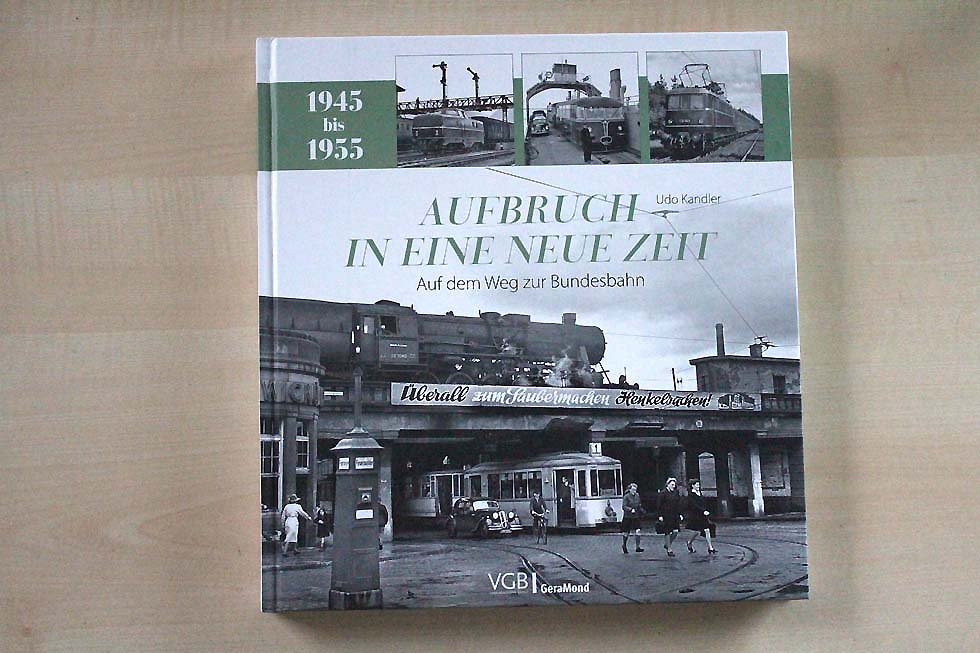 1945
bis
1955
Udo Kandler
AUFBRUCH
IN EINE NEUE ZEIT
Auf dem Weg zur Bundesbahn
Überall zum Saubermachen Henkelsachen!
1
VGB
GeraMond